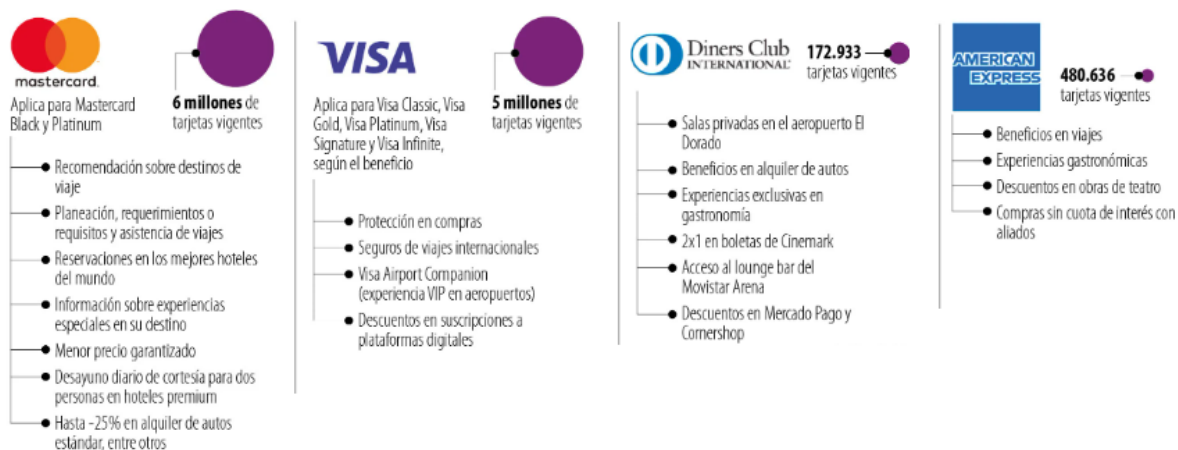 mastercard.
Aplica para Mastercard
Black y Platinum
6 millones de
tarjetas vigentes
Recomendación sobre destinos de
viaje
Planeación, requerimientos o
requisitos y asistencia de viajes
Reservaciones en los mejores hoteles
del mundo
Información sobre experiencias
especiales en su destino
Menor precio garantizado
Desayuno diario de cortesía para dos
personas en hoteles premium
Hasta -25% en alquiler de autos
estándar, entre otros
VISA
Aplica para Visa Classic, Visa
Gold, Visa Platinum, Visa
Signature y Visa Infinite,
según el beneficio
5 millones de
tarjetas vigentes
Protección en compras
Seguros de viajes internacionales
Visa Airport Companion
(experiencia VIP en aeropuertos)
Descuentos en suscripciones a
plataformas digitales
Diners Club
INTERNATIONAL
172.933
tarjetas vigentes
Salas privadas en el aeropuerto El
Dorado
Beneficios en alquiler de autos
Experiencias exclusivas en
gastronomía
2x1 en boletas de Cinemark
Acceso al lounge bar del
Movistar Arena
Descuentos en Mercado Pago y
Cornershop
AMERICAN
EXPRESS
480.636
tarjetas vigentes
Beneficios en viajes
Experiencias gastronómicas
Descuentos en obras de teatro
Compras sin cuota de interés con
aliados